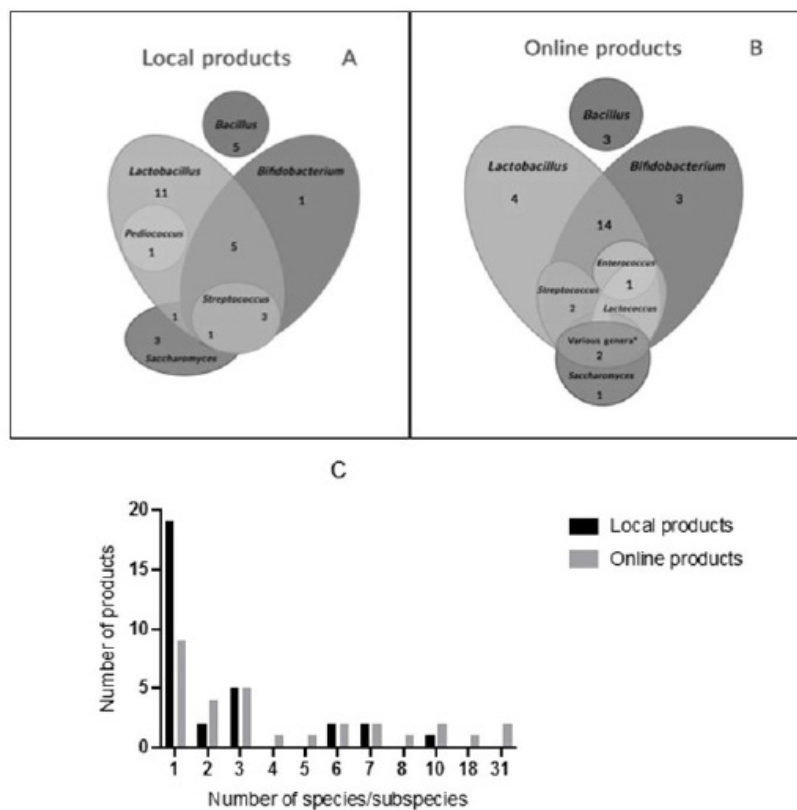 Local products A
Bacillus
5
Lactobacillus
11
Bifidobacterium
1
Pediococcus
1
5
Streptococcus
3
1
1
3
Saccharomyces
Online products B
Bacillus
3
Lactobacillus
4
Bifidobacterium
3
14
Enterococcus
1
Streptococcus
2
Lactococcus
Various genera*
2
Saccharomyces
1
C
Number of products
20
15
10
5
0
1 2 3 4 5 6 7 8 10 18 31
Number of species/subspecies
Local products
Online products